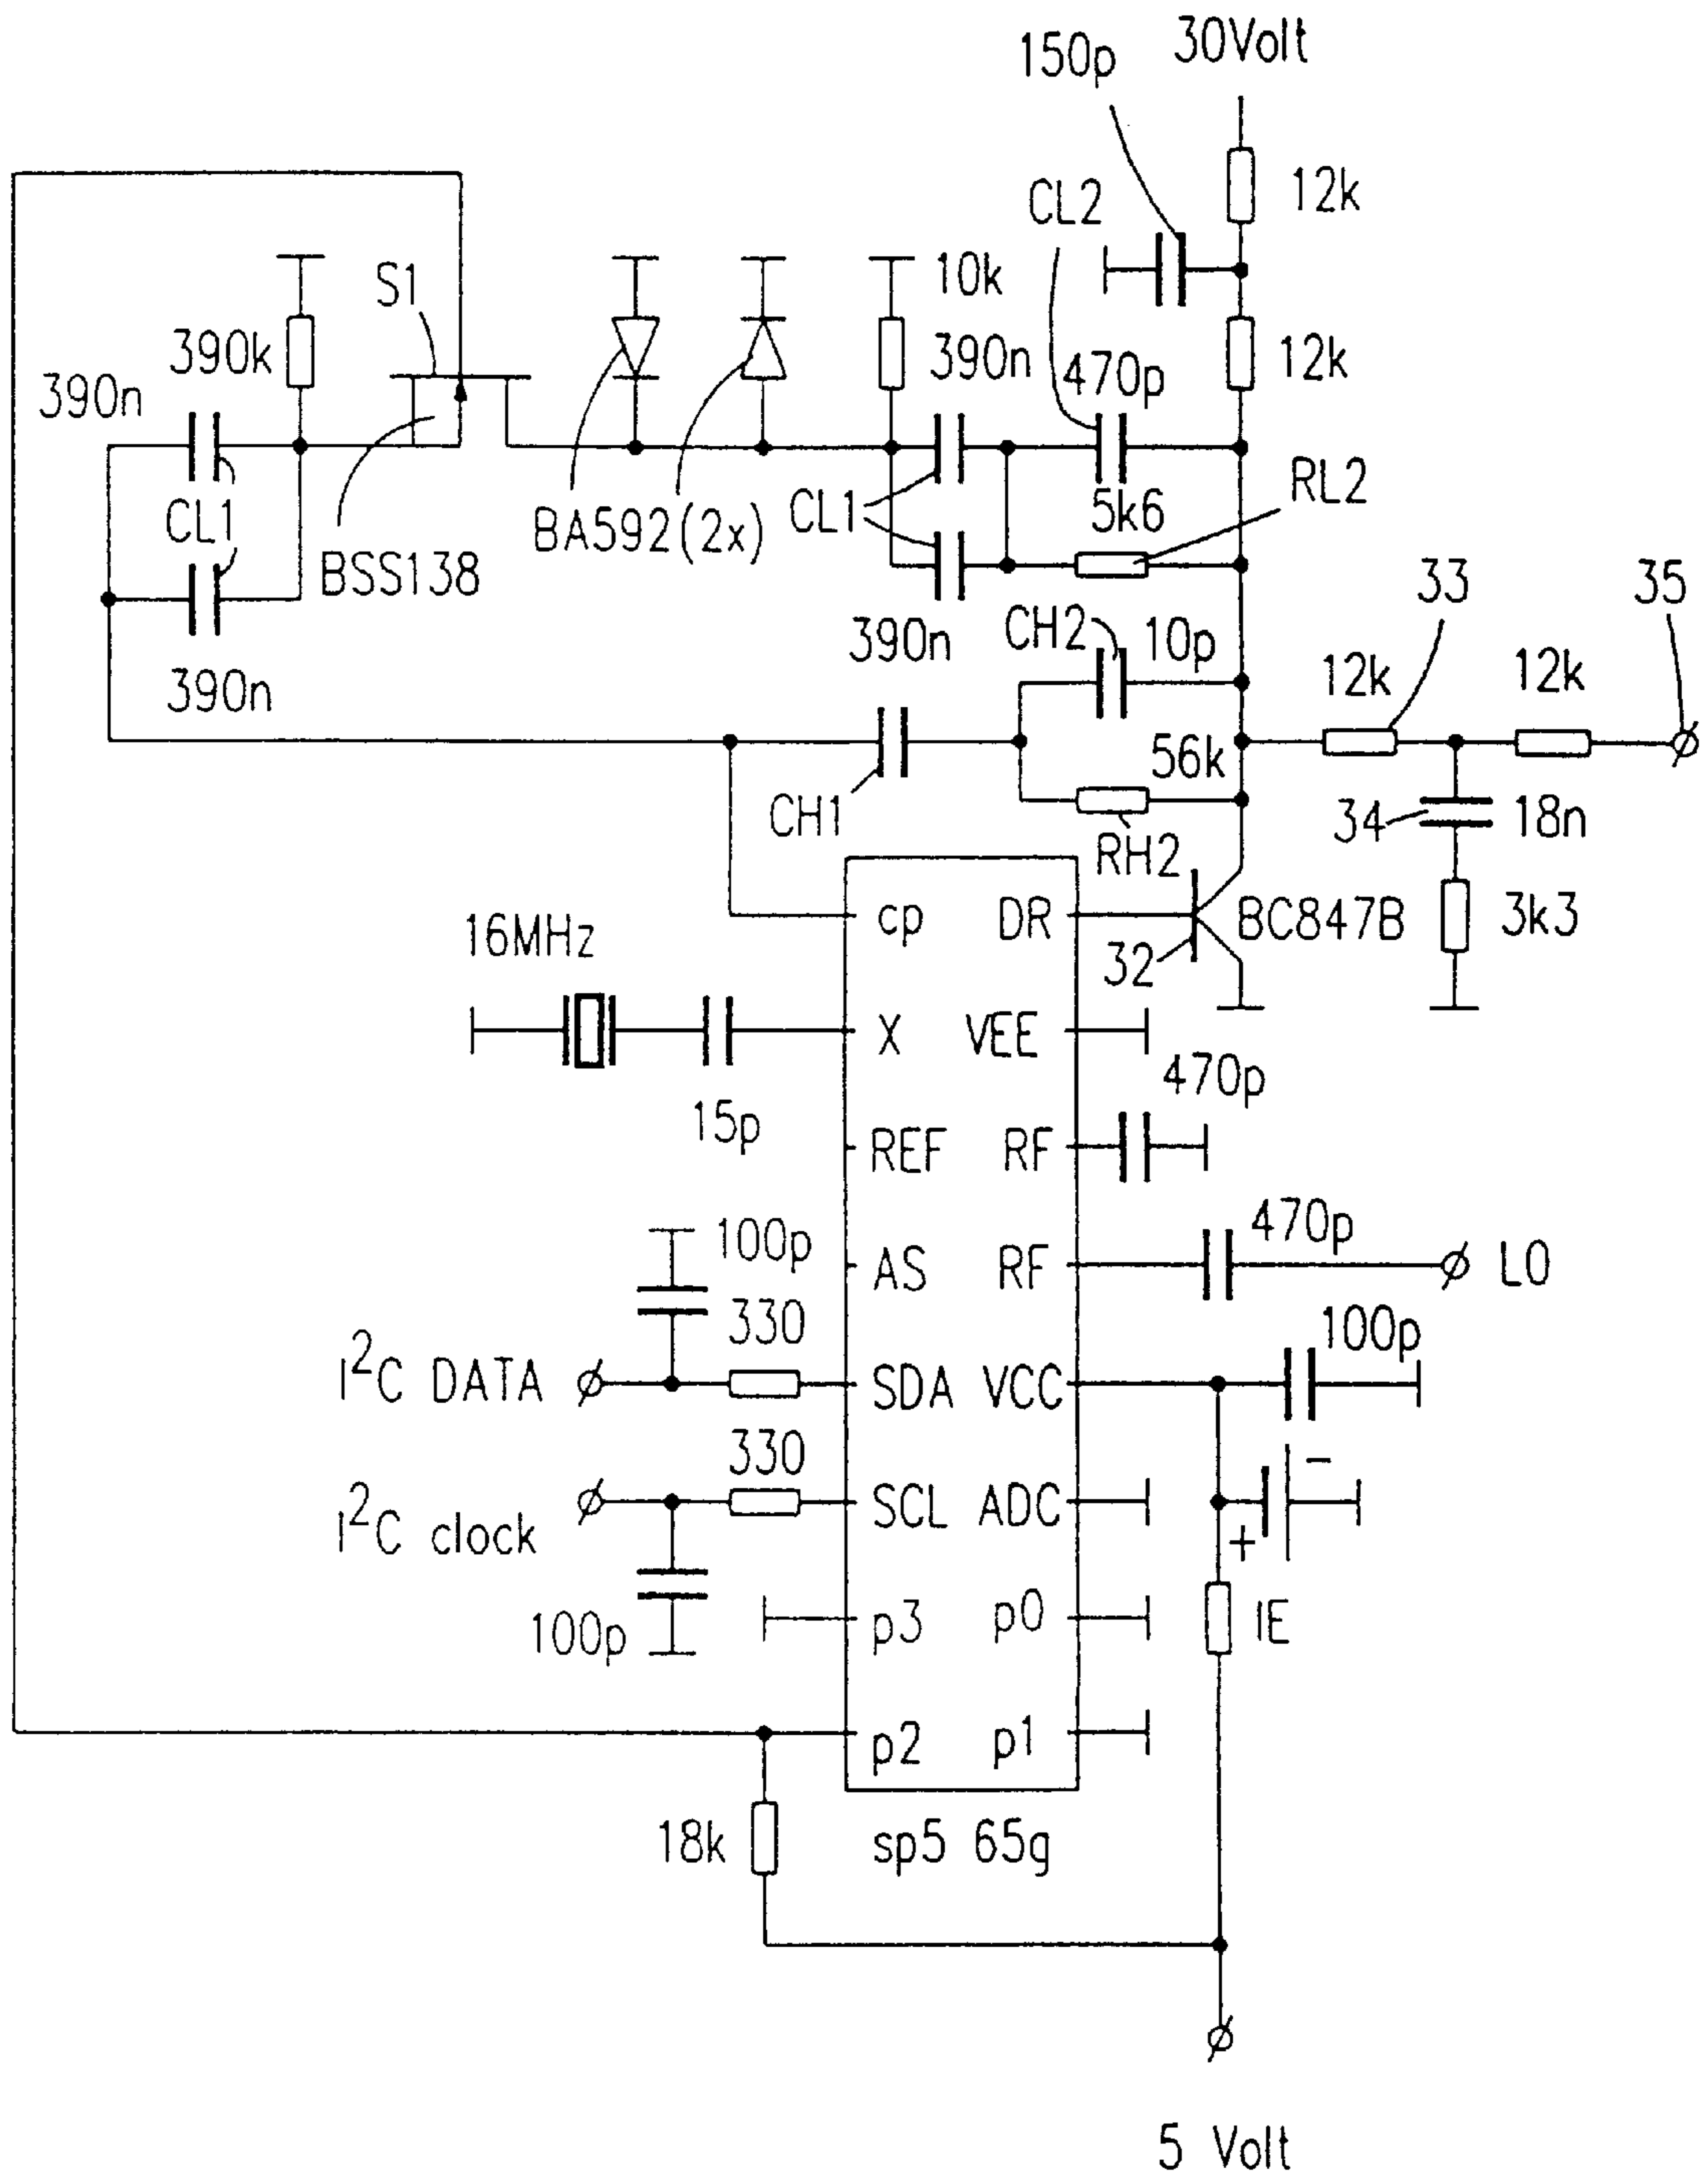 30Volt
150p
12k
CL2
S1
10k
390k
390n
12k
390n
470p
RL2
CL1
CL1
5k6
BA592(2x)
BSS138
33
35
CH2
10p
390n
12k
12k
390n
56k
CH1
34
18n
RH2
cp
DR
BC847B
3k3
16MHz
32
X
VEE
470p
15p
REF
RF
470p
100p
AS
RF
LO
330
100p
I²C DATA
SDA
VCC
330
-
I²C clock
SCL
ADC
+
100p
p3
p0
1E
p2
p1
18k
sp5 65g
5 Volt